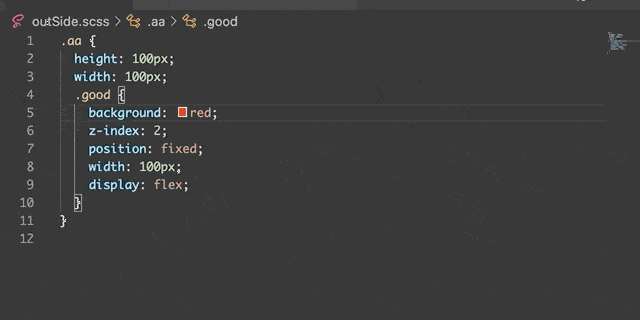 outSide.scss > .aa > .good
1 .aa {
2 height: 100px;
3 width: 100px;
4 .good {
5 background: red;
6 z-index: 2;
7 position: fixed;
8 width: 100px;
9 display: flex;
10 }
11 }
12